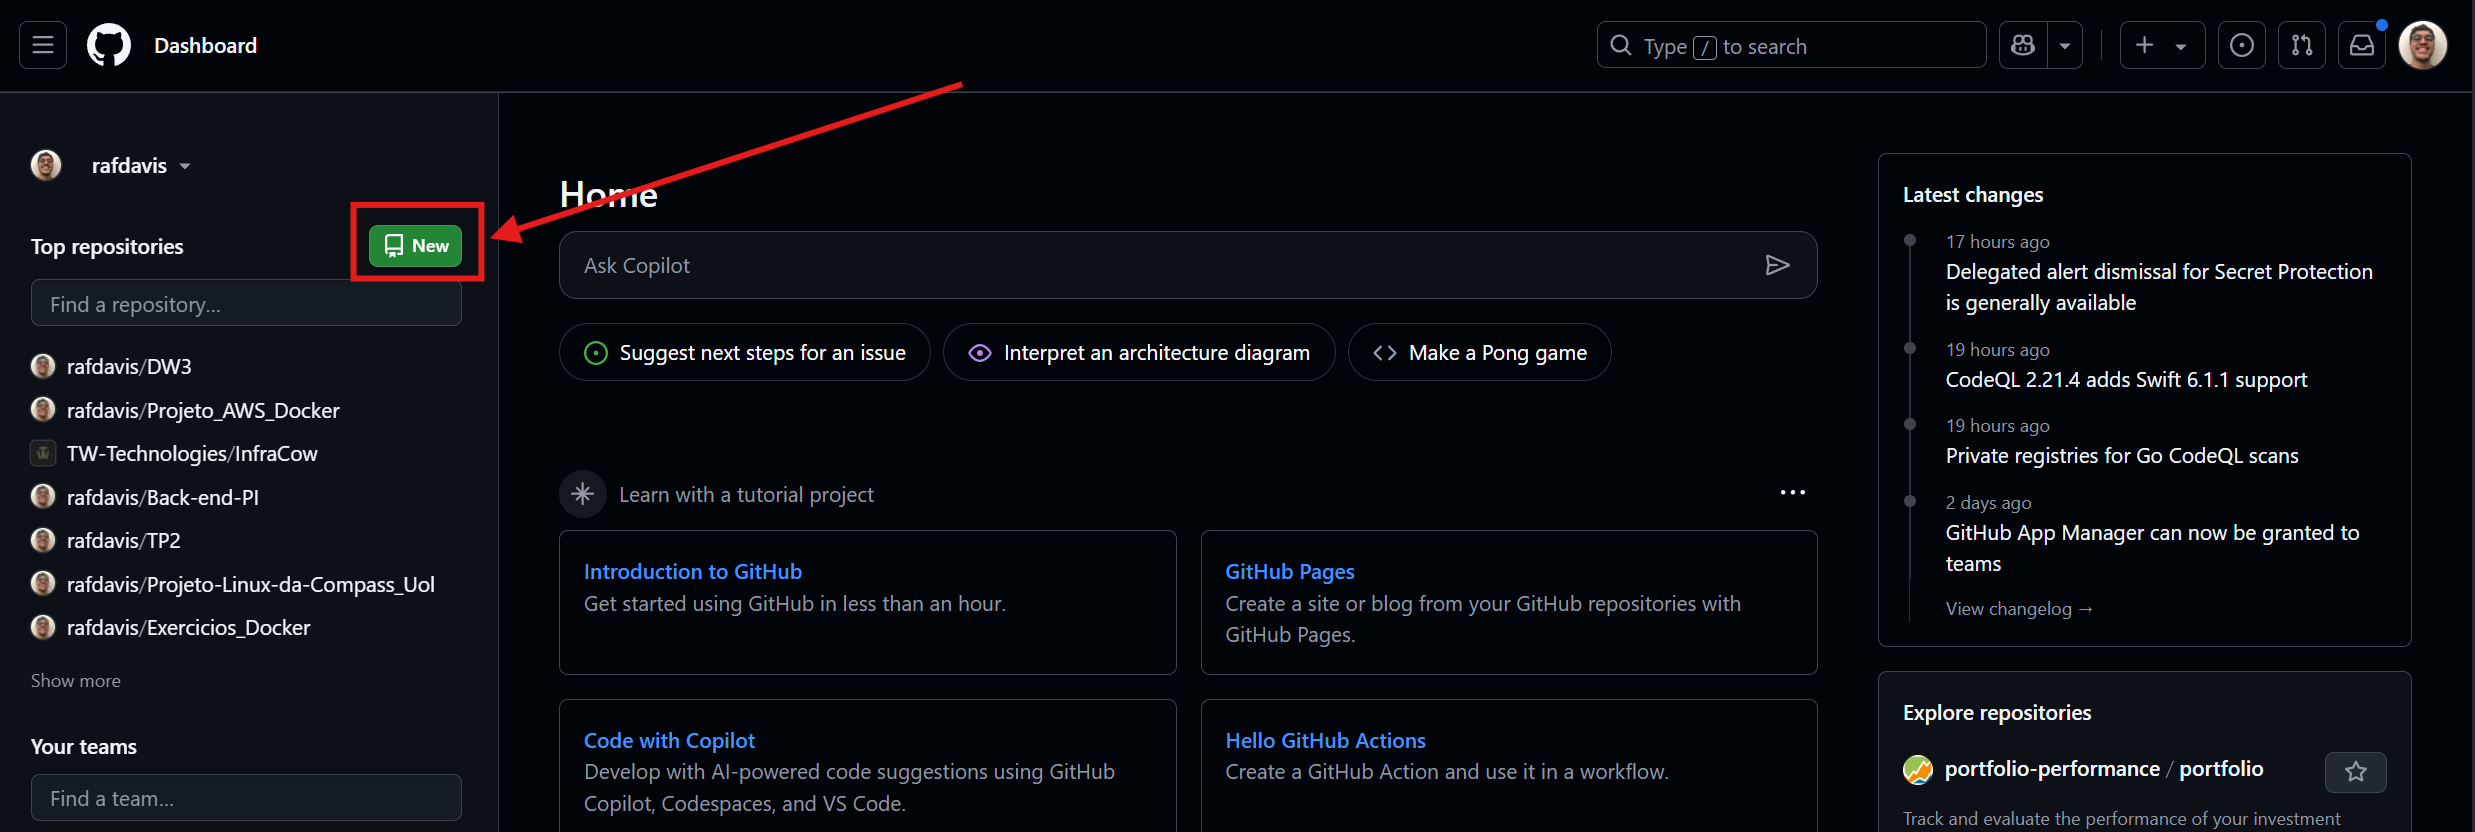 Dashboard
Type / to search
rafdavis
Top repositories
New
Find a repository...
rafdavis/DW3
rafdavis/Projeto_AWS_Docker
TW-Technologies/InfraCow
rafdavis/Back-end-PI
rafdavis/TP2
rafdavis/Projeto-Linux-da-Compass_Uol
rafdavis/Exercicios_Docker
Show more
Your teams
Find a team...
Home
Ask Copilot
Suggest next steps for an issue
Interpret an architecture diagram
Make a Pong game
Learn with a tutorial project
Introduction to GitHub
Get started using GitHub in less than an hour.
GitHub Pages
Create a site or blog from your GitHub repositories with
GitHub Pages.
Code with Copilot
Develop with AI-powered code suggestions using GitHub
Copilot, Codespaces, and VS Code.
Hello GitHub Actions
Create a GitHub Action and use it in a workflow.
Latest changes
17 hours ago
Delegated alert dismissal for Secret Protection
is generally available
19 hours ago
CodeQL 2.21.4 adds Swift 6.1.1 support
19 hours ago
Private registries for Go CodeQL scans
2 days ago
GitHub App Manager can now be granted to
teams
View changelog →
Explore repositories
portfolio-performance / portfolio
Track and evaluate the performance of your investment